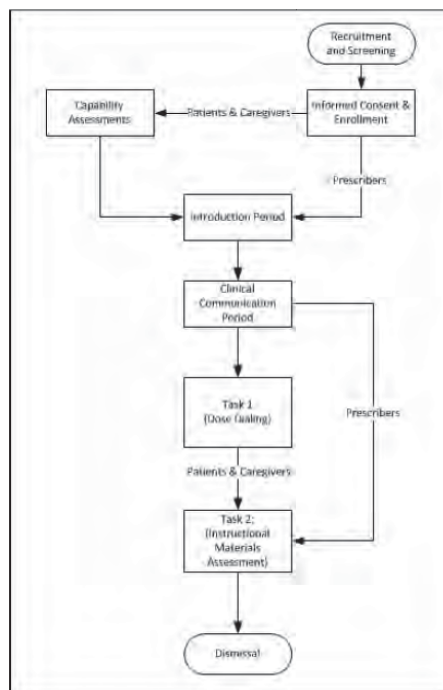 Recruitment
and Screening
Informed Consent &
Enrollment
Patients & Caregivers
Capability
Assessments
Prescribers
Introduction Period
Clinical
Communication
Period
Task 1
(Dose Dialing)
Prescribers
Patients & Caregivers
Task 2:
(Instructional
Materials
Assessment)
Dismissal